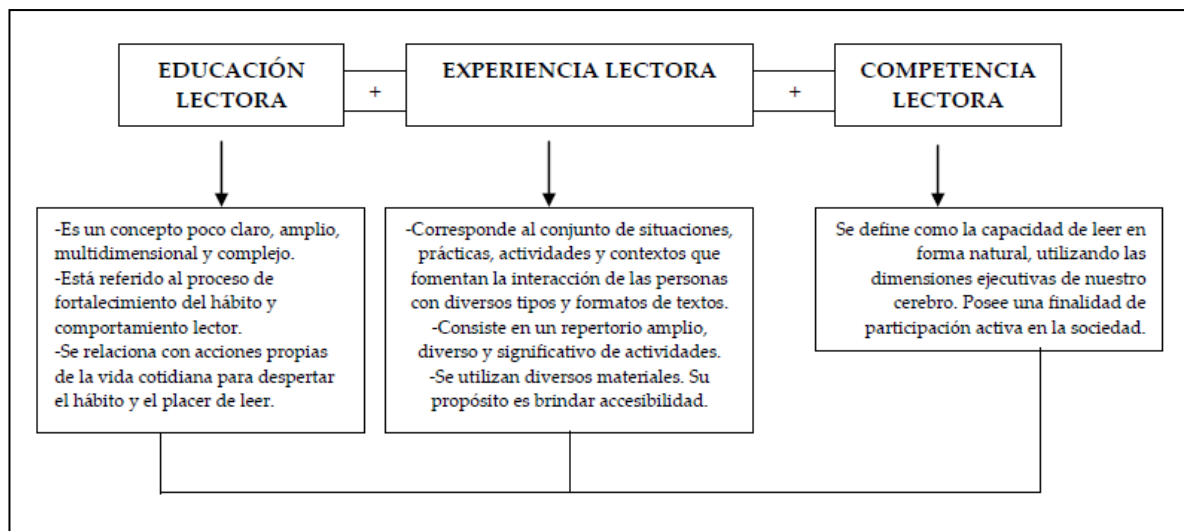 EDUCACIÓN
LECTORA
+
EXPERIENCIA LECTORA
+
COMPETENCIA
LECTORA
-Es un concepto poco claro, amplio,
multidimensional y complejo.
-Está referido al proceso de
fortalecimiento del hábito y
comportamiento lector.
-Se relaciona con acciones propias
de la vida cotidiana para despertar
el hábito y el placer de leer.
-Corresponde al conjunto de situaciones,
prácticas, actividades y contextos que
fomentan la interacción de las personas
con diversos tipos y formatos de textos.
-Consiste en un repertorio amplio,
diverso y significativo de actividades.
-Se utilizan diversos materiales. Su
propósito es brindar accesibilidad.
Se define como la capacidad de leer en
forma natural, utilizando las
dimensiones ejecutivas de nuestro
cerebro. Posee una finalidad de
participación activa en la sociedad.